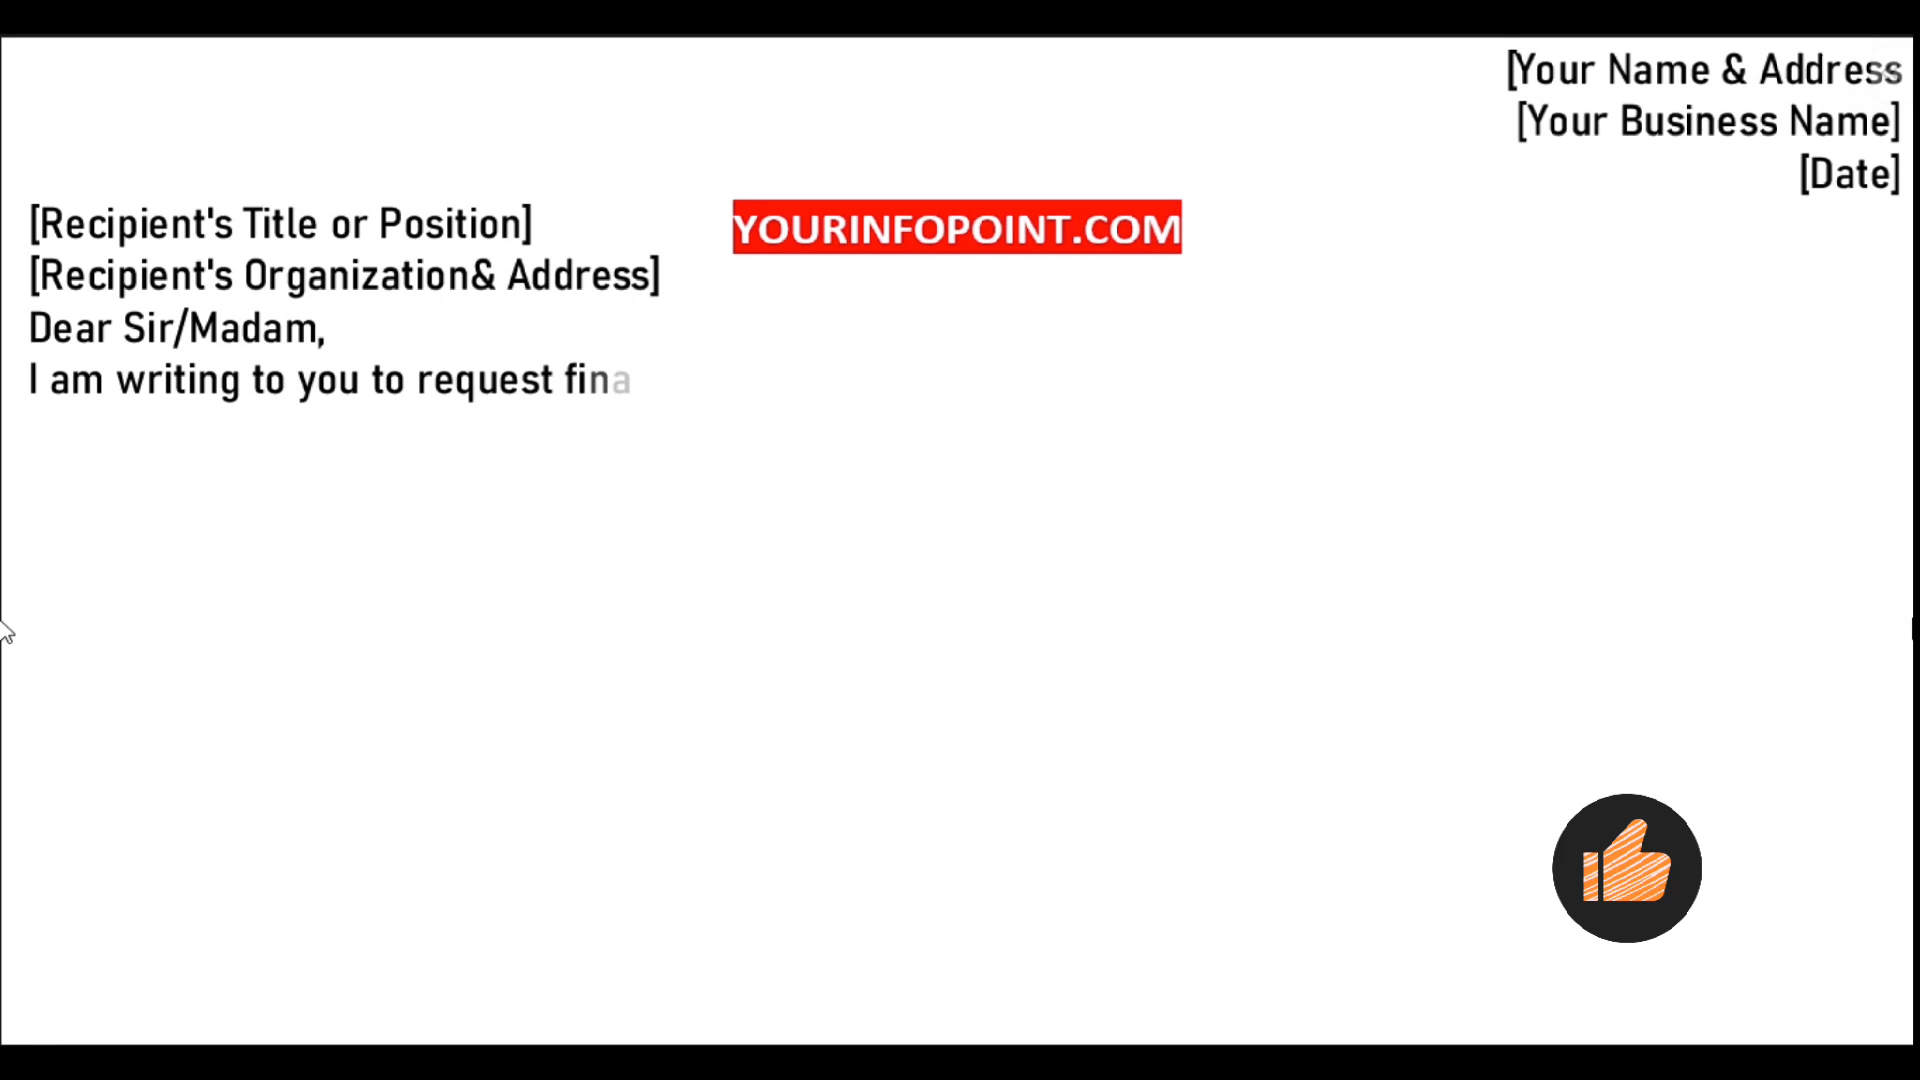 [Your Name & Address
[Your Business Name]
[Date]
[Recipient's Title or Position]
YOURINFOPOINT.COM
[Recipient's Organization& Address]
Dear Sir/Madam,
I am writing to you to request fina